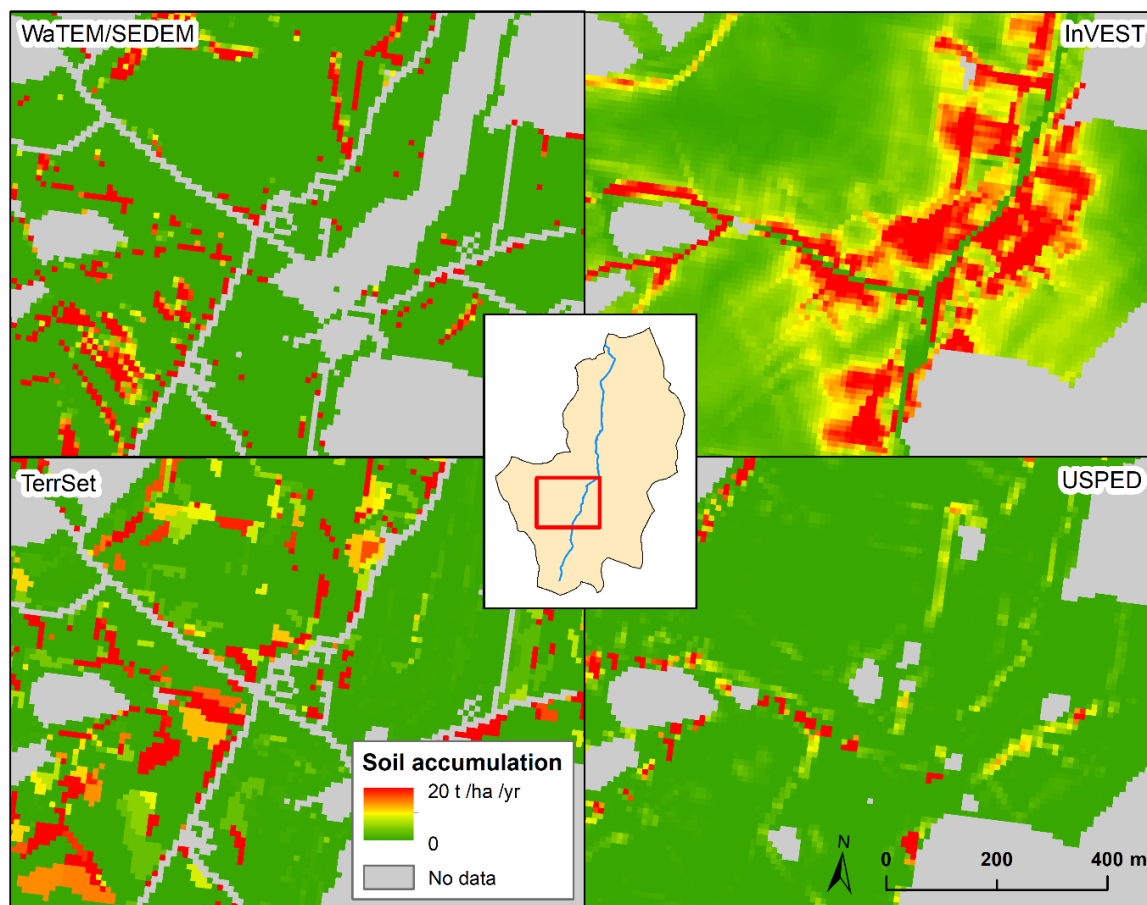 WaTEM/SEDEM
InVEST
TerrSet
USPED
Soil accumulation
20 t /ha /yr
0
No data
N
0 200 400 m